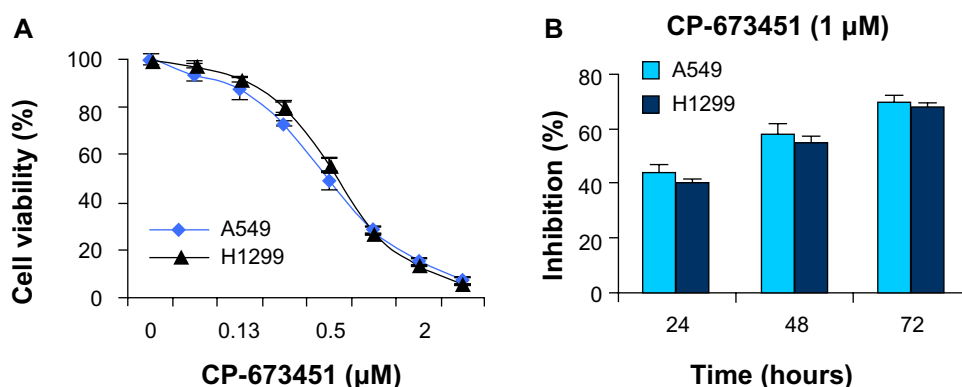 A
Cell viability (%)
100
80
60
40
20
0
A549
H1299
0 0.13 0.5 2
CP-673451 (µM)
B
CP-673451 (1 µM)
Inhibition (%)
80
60
40
20
0
A549
H1299
24 48 72
Time (hours)